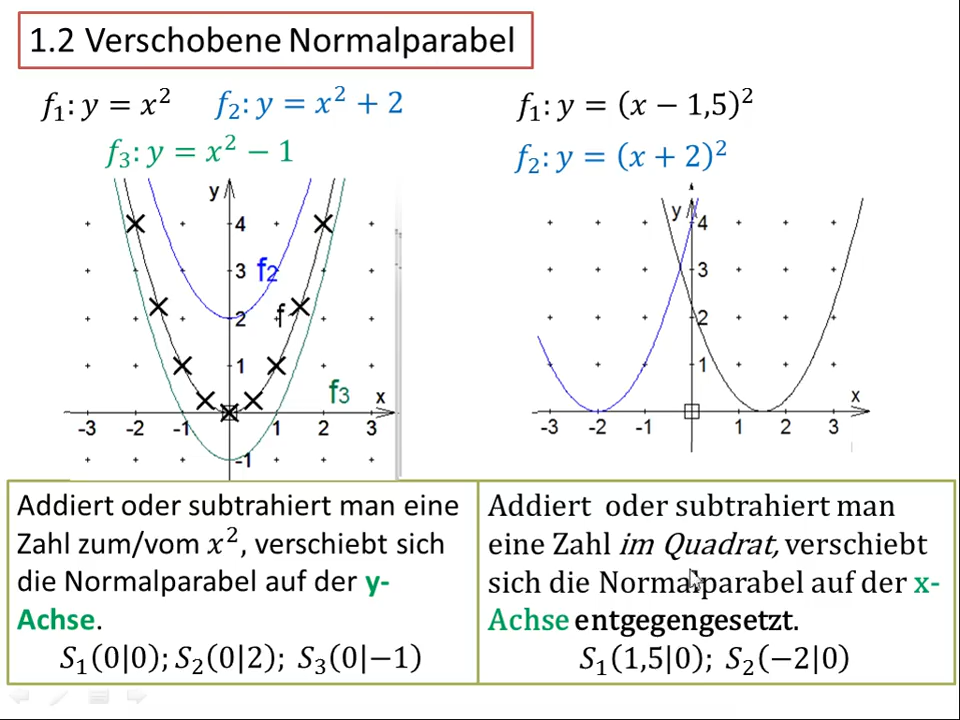 1.2 Verschobene Normalparabel
f₁: y = x² f₂: y = x² + 2
f₃: y = x² − 1
f₁: y = (x − 1,5)²
f₂: y = (x + 2)²
y
4
3 f2
2 f
1
f3
x
-3 -2 -1 1 2 3
-1
y
4
3
2
1
x
-3 -2 -1 1 2 3
Addiert oder subtrahiert man eine
Zahl zum/vom x², verschiebt sich
die Normalparabel auf der y-
Achse.
S₁(0|0); S₂(0|2); S₃(0|−1)
Addiert oder subtrahiert man
eine Zahl im Quadrat, verschiebt
sich die Normalparabel auf der x-
Achse entgegengesetzt.
S₁(1,5|0); S₂(−2|0)